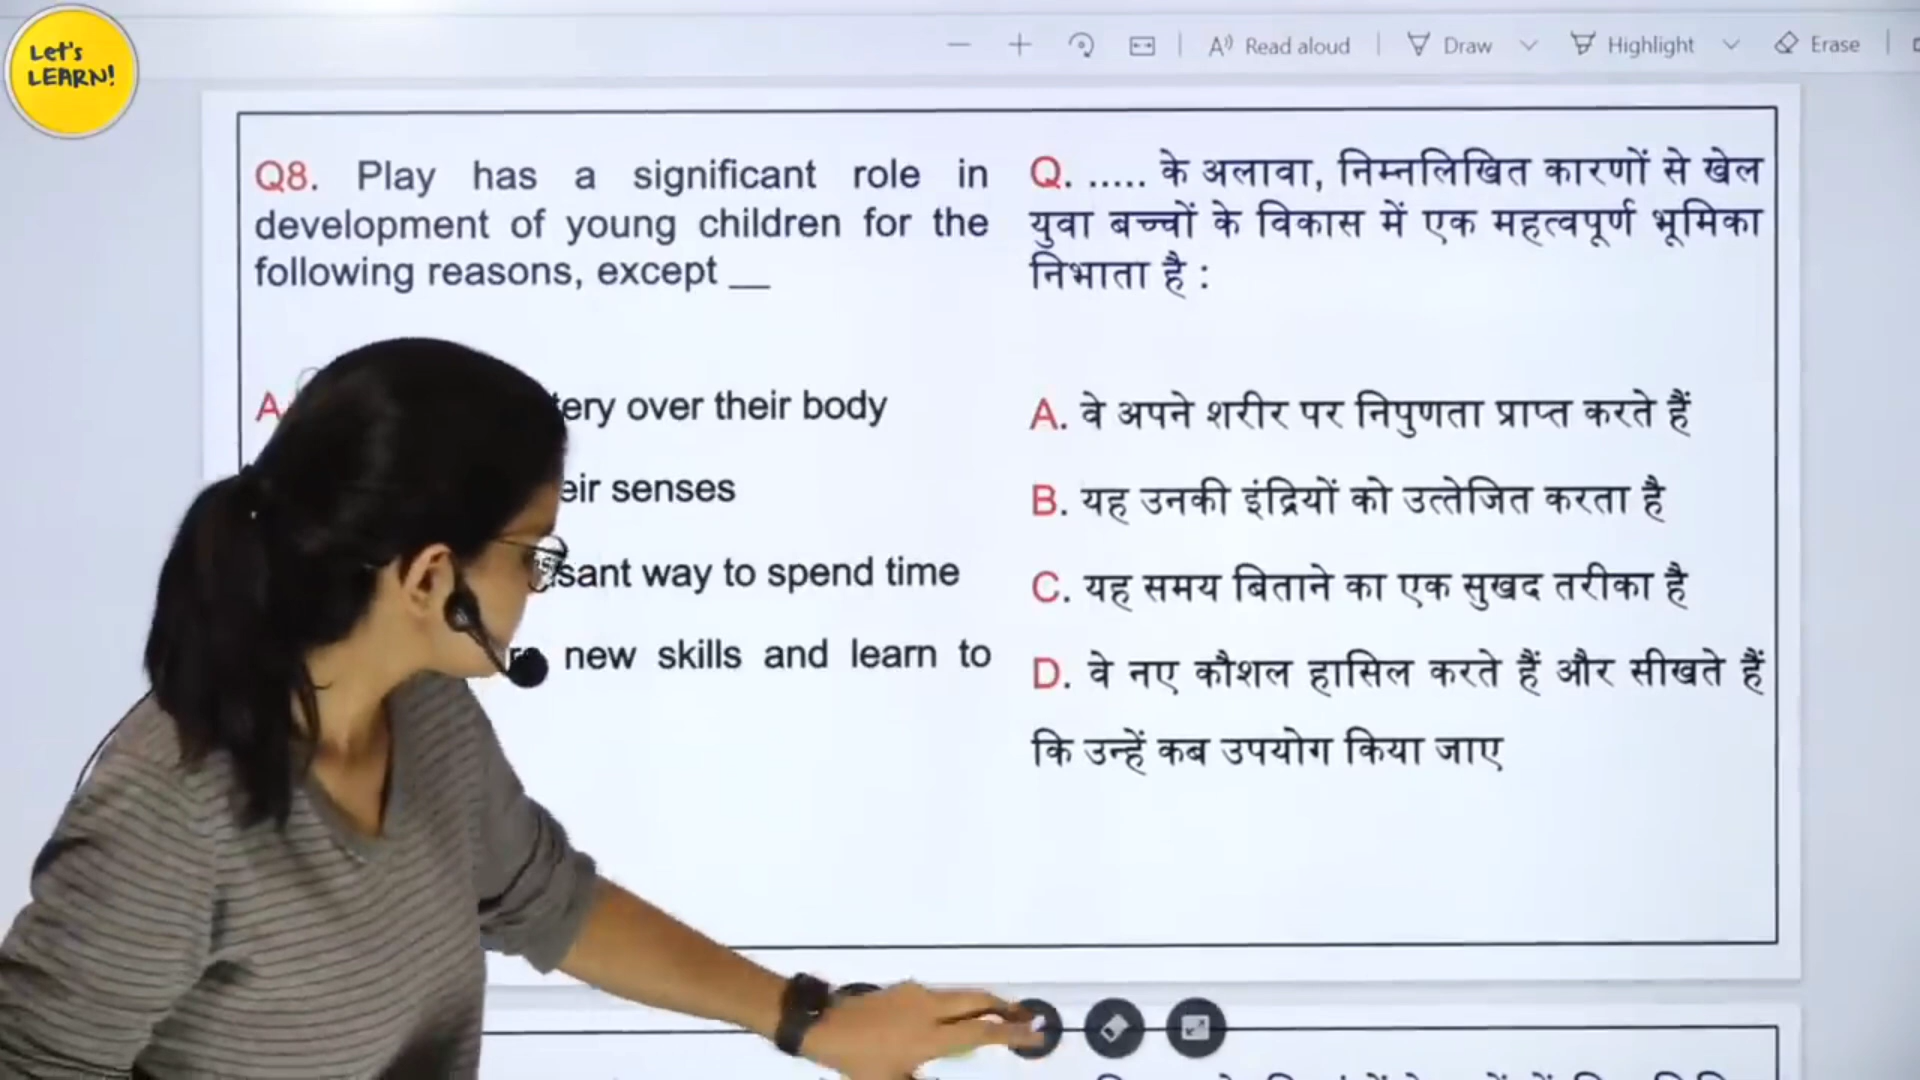 Let's
LEARN!
Read aloud
Draw
Highlight
Erase
Q8. Play has a significant role in
development of young children for the
following reasons, except __
A
over their body
senses
way to spend time
new skills and learn to
Q. ..... के अलावा, निम्नलिखित कारणों से खेल
युवा बच्चों के विकास में एक महत्वपूर्ण भूमिका
निभाता है :
A. वे अपने शरीर पर निपुणता प्राप्त करते हैं
B. यह उनकी इंद्रियों को उत्तेजित करता है
C. यह समय बिताने का एक सुखद तरीका है
D. वे नए कौशल हासिल करते हैं और सीखते हैं
कि उन्हें कब उपयोग किया जाए